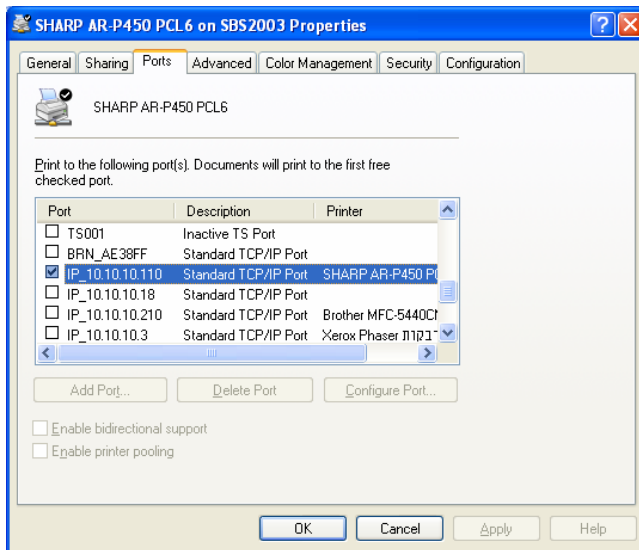 SHARP AR-P450 PCL6 on SBS2003 Properties
General Sharing Ports Advanced Color Management Security Configuration
SHARP AR-P450 PCL6
Print to the following port(s). Documents will print to the first free
checked port.
Port Description Printer
TS001 Inactive TS Port
BRN_AE38FF Standard TCP/IP Port
IP_10.10.10.110 Standard TCP/IP Port SHARP AR-P450 P
IP_10.10.10.18 Standard TCP/IP Port
IP_10.10.10.210 Standard TCP/IP Port Brother MFC-5440C
IP_10.10.10.3 Standard TCP/IP Port Xerox Phaser
Add Port... Delete Port Configure Port...
Enable bidirectional support
Enable printer pooling
OK Cancel Apply Help